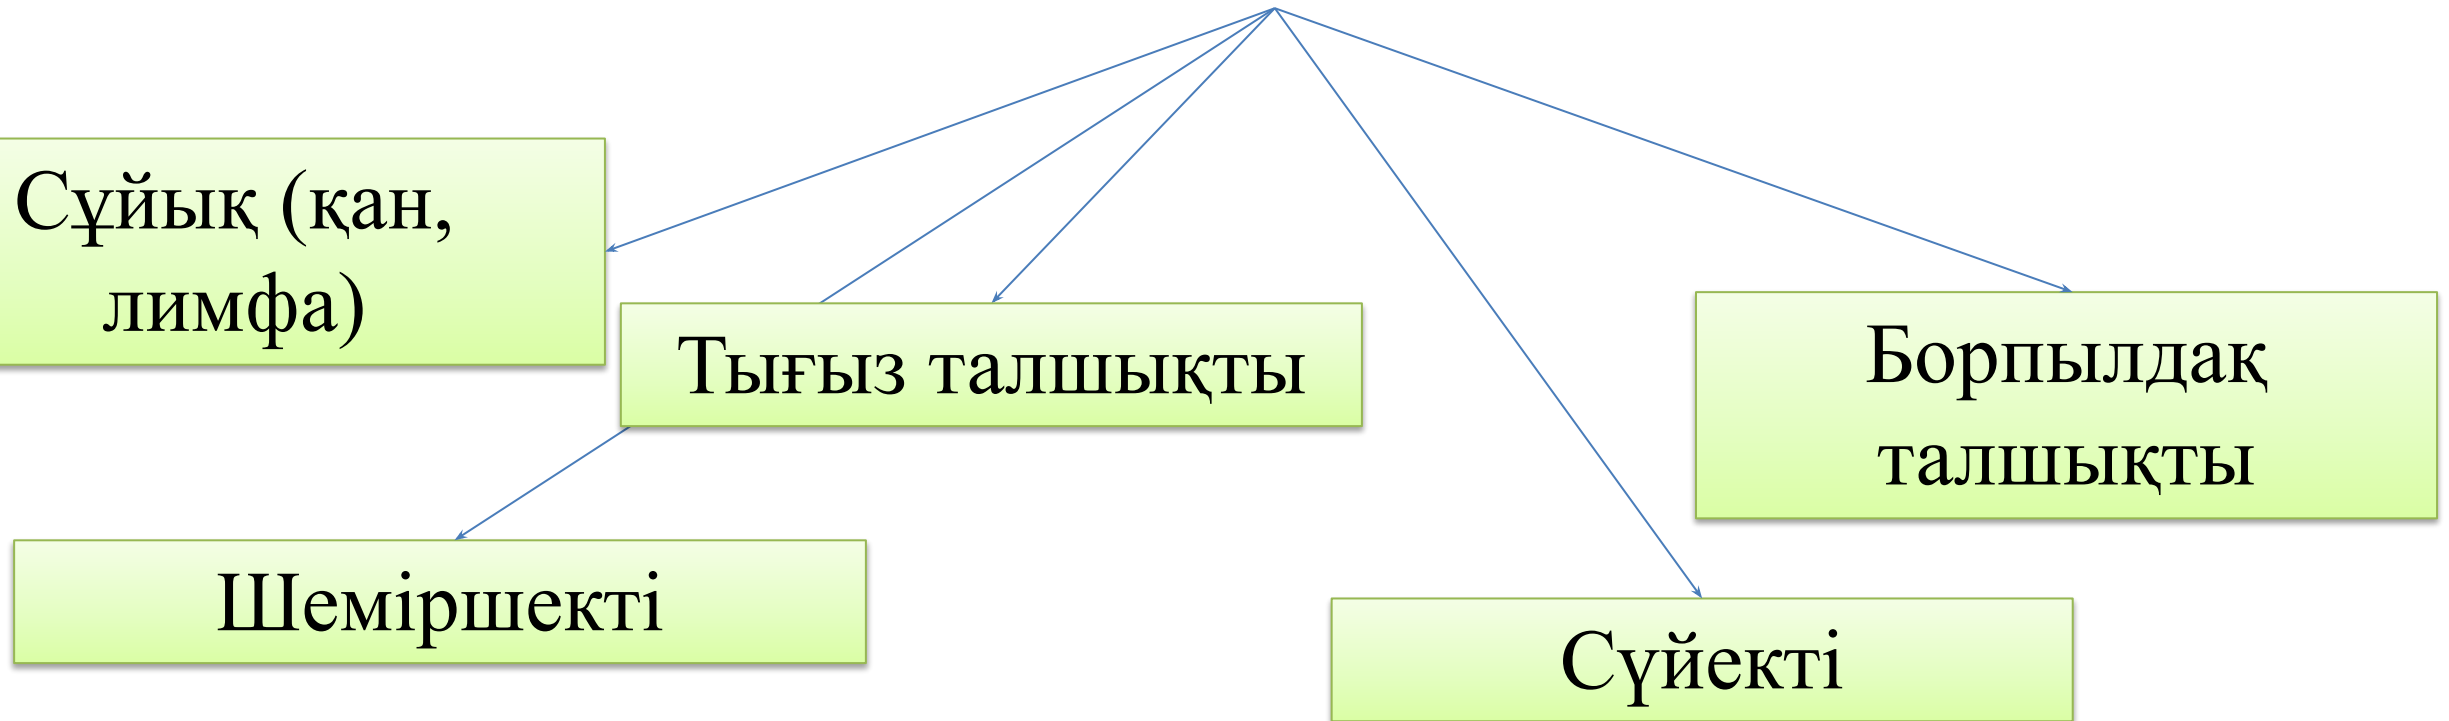 Сұйық (қан,
лимфа)
Тығыз талшықты
Борпылдақ
талшықты
Шеміршекті
Сүйекті